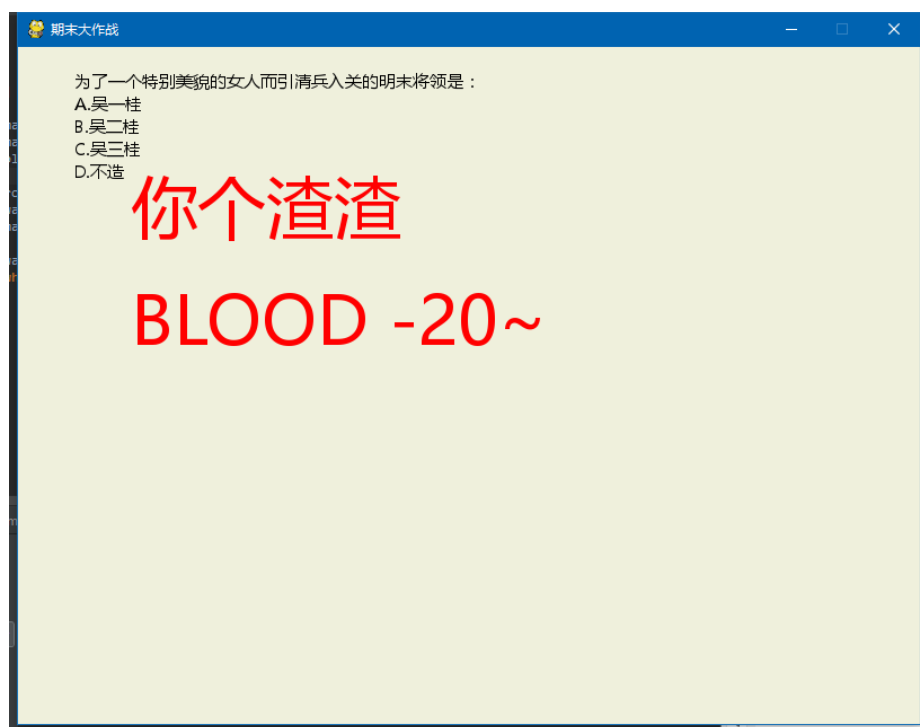 期末大作战
为了一个特别美貌的女人而引清兵入关的明末将领是：
A.吴一桂
B.吴二桂
C.吴三桂
D.不造
你个渣渣
BLOOD -20~